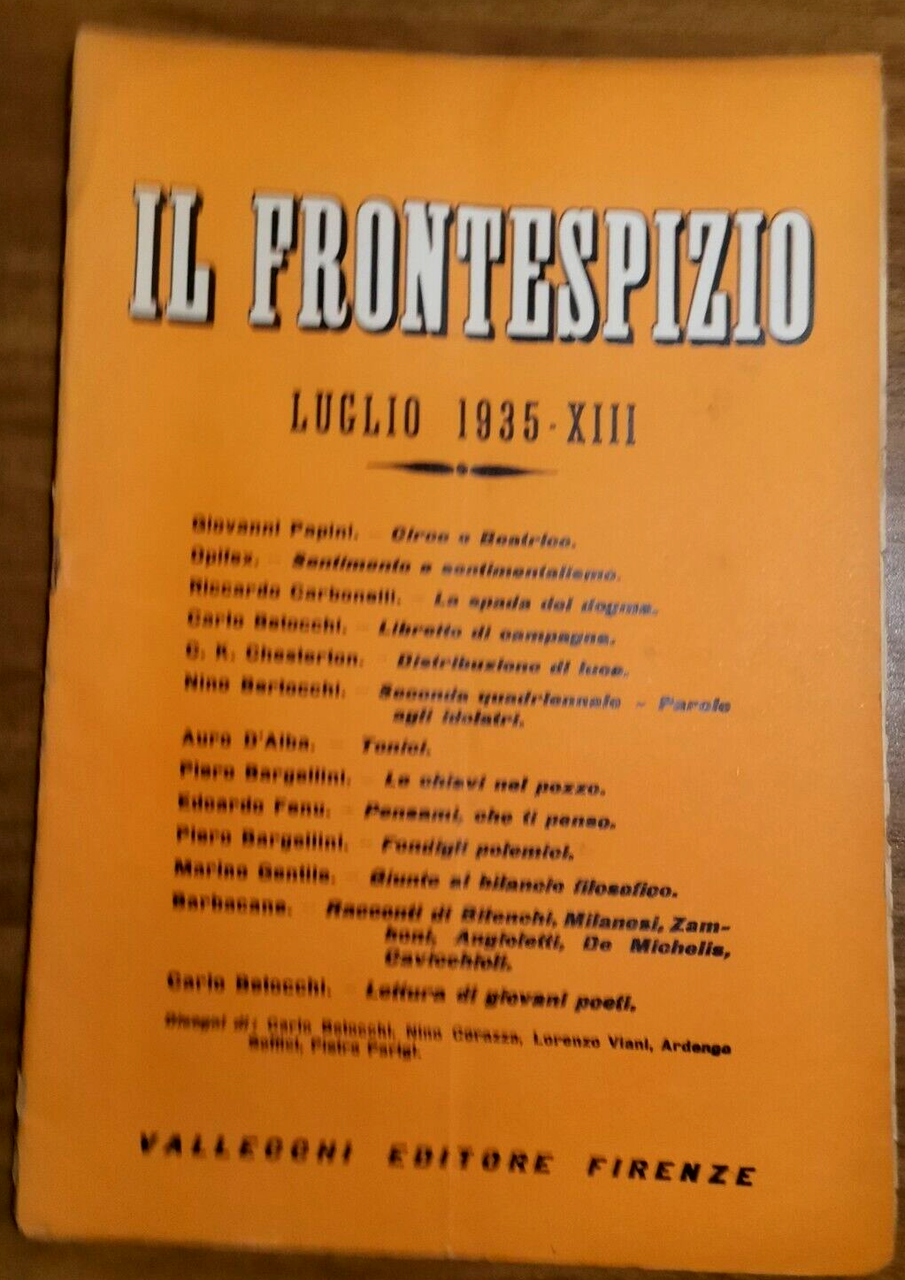 IL FRONTESPIZIO
LUGLIO 1935 - XIII
Giovanni Papini. - Circe e Beatrice.
Opifex. - Sentimento e sentimentalismo.
Riccardo Carbonelli. - La spada del dogma.
Carlo Betocchi. - Libretto di campagna.
G. K. Chesterton. - Distribuzione di luce.
Nino Bertocchi. - Seconda quadriennale - Parole
agli idolatri.
Auro D'Alba. - Tonici.
Piero Bargellini. - Le chiavi nel pozzo.
Edoardo Fenu. - Pensami, che ti penso.
Piero Bargellini. - Fondigli polemici.
Marino Gentile. - Giunte al bilancio filosofico.
Barbacane. - Racconti di Bilenchi, Milanesi, Zam-
boni, Angioletti, De Michelis,
Cavicchioli.
Carlo Betocchi. - Lettura di giovani poeti.
Disegni di: Carlo Betocchi, Nino Corazza, Lorenzo Viani, Ardengo
Soffici, Pietro Parigi.
VALLECCHI EDITORE FIRENZE